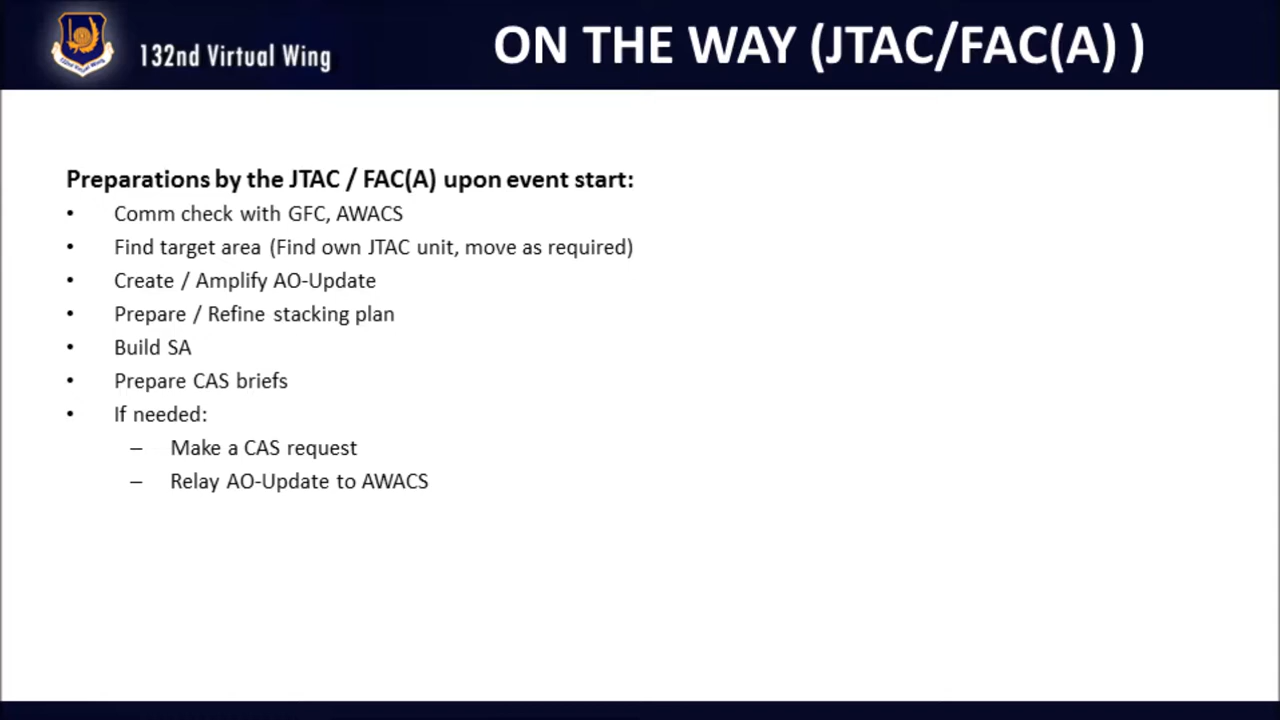 132nd Virtual Wing
ON THE WAY (JTAC/FAC(A) )
Preparations by the JTAC / FAC(A) upon event start:
• Comm check with GFC, AWACS
• Find target area (Find own JTAC unit, move as required)
• Create / Amplify AO-Update
• Prepare / Refine stacking plan
• Build SA
• Prepare CAS briefs
• If needed:
– Make a CAS request
– Relay AO-Update to AWACS